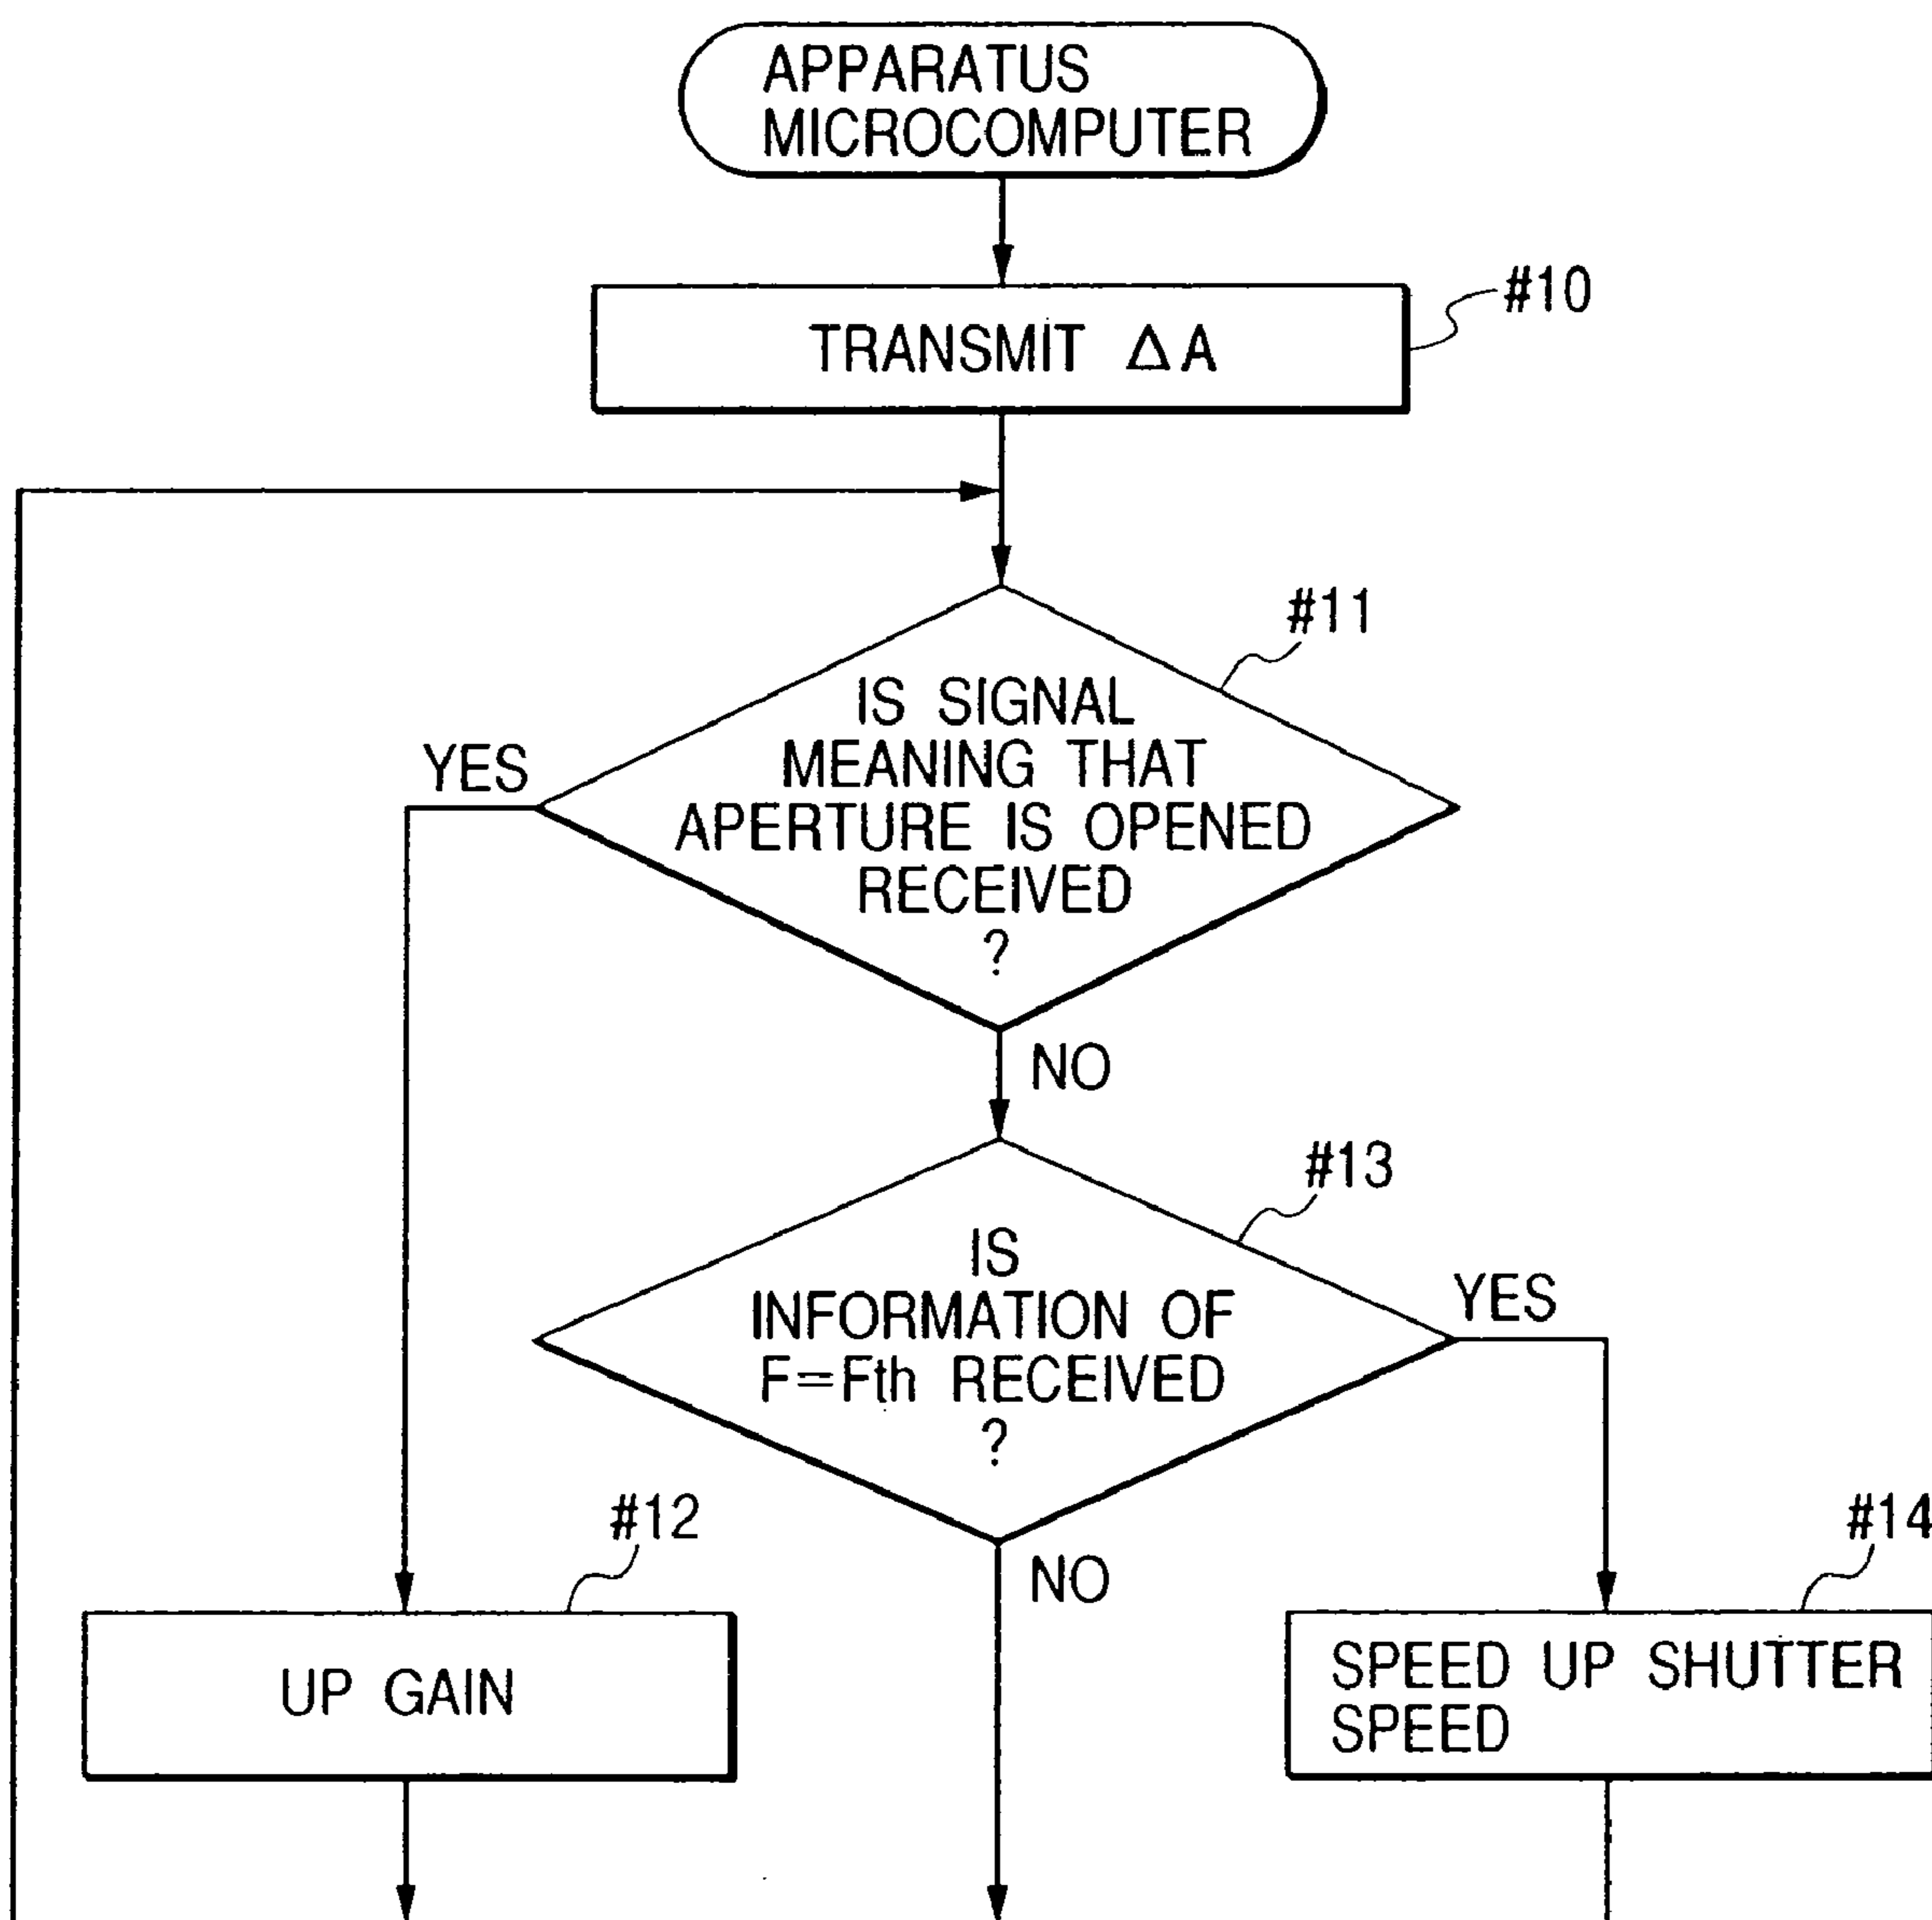 APPARATUS
MICROCOMPUTER
TRANSMIT ΔA
#10
#11
IS SIGNAL
MEANING THAT
APERTURE IS OPENED
RECEIVED
?
YES
NO
#13
IS
INFORMATION OF
F=Fth RECEIVED
?
YES
NO
#12
UP GAIN
#14
SPEED UP SHUTTER
SPEED